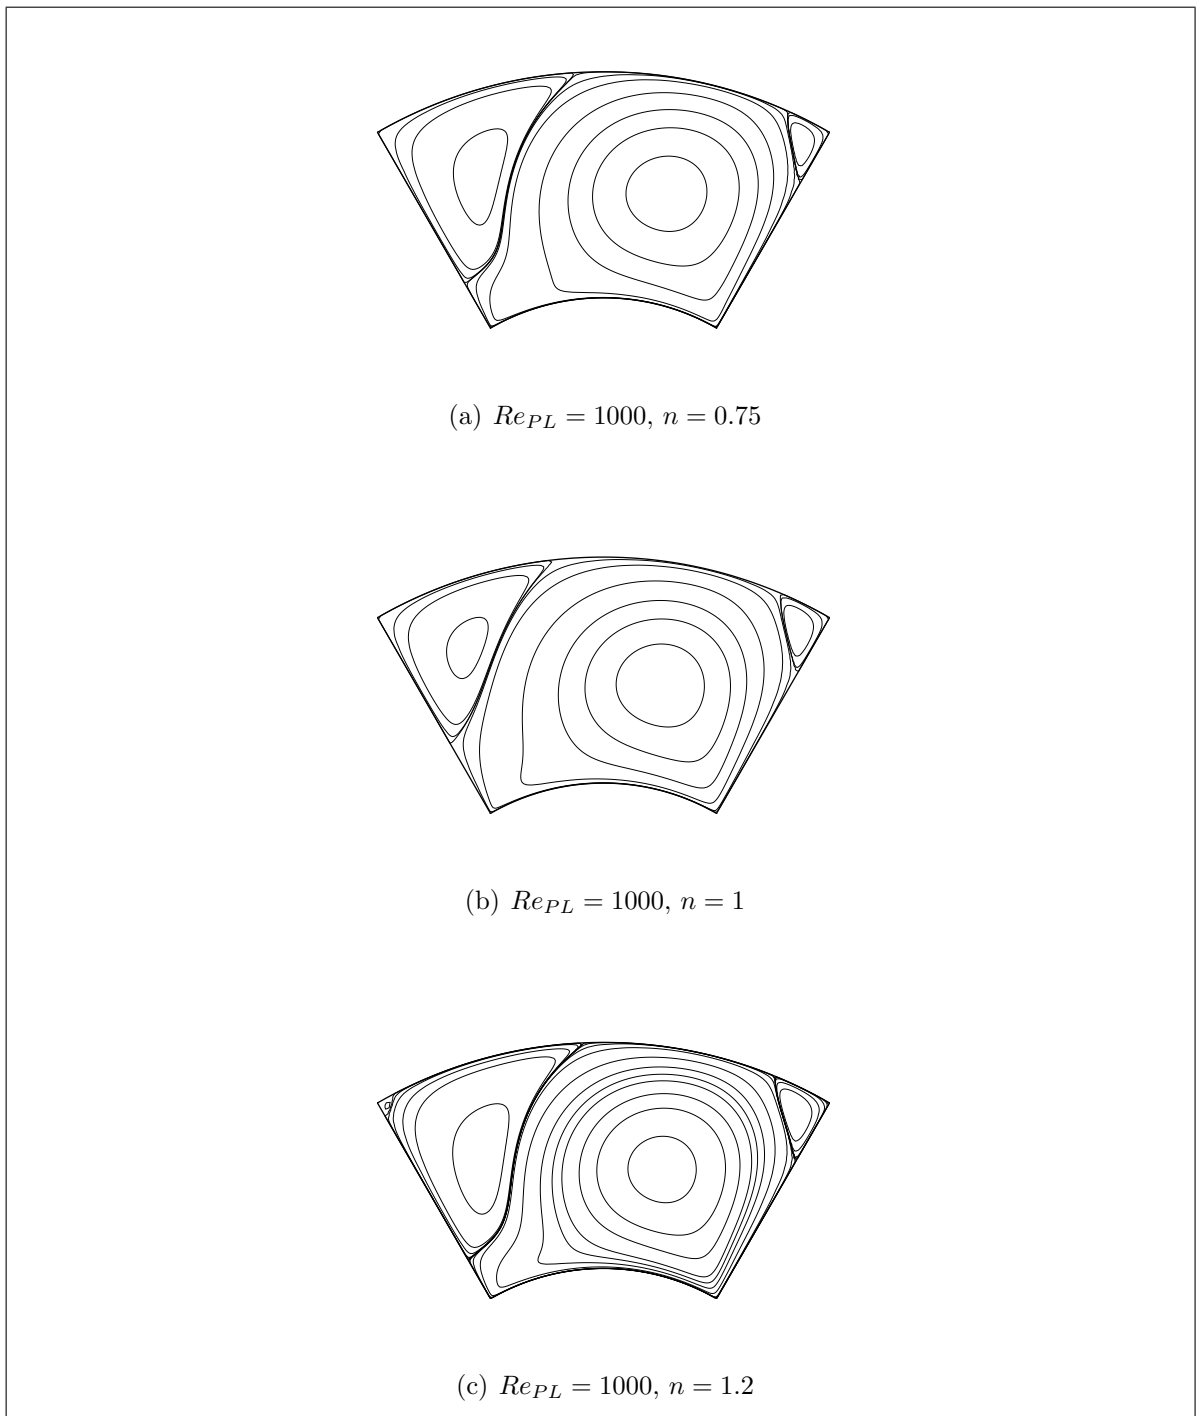 (a) Re_{PL} = 1000, n = 0.75
(b) Re_{PL} = 1000, n = 1
(c) Re_{PL} = 1000, n = 1.2